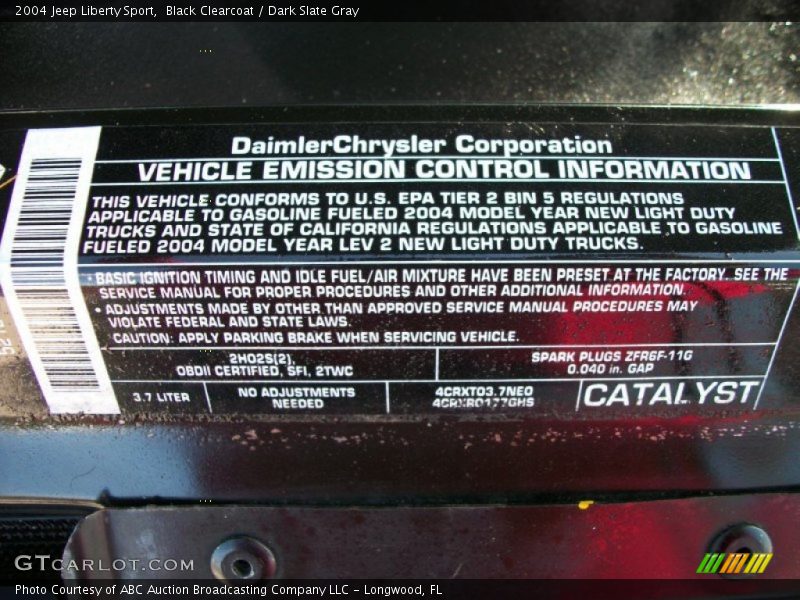 2004 Jeep Liberty Sport, Black Clearcoat / Dark Slate Gray
DaimlerChrysler Corporation
VEHICLE EMISSION CONTROL INFORMATION
THIS VEHICLE CONFORMS TO U.S. EPA TIER 2 BIN 5 REGULATIONS
APPLICABLE TO GASOLINE FUELED 2004 MODEL YEAR NEW LIGHT DUTY
TRUCKS AND STATE OF CALIFORNIA REGULATIONS APPLICABLE TO GASOLINE
FUELED 2004 MODEL YEAR LEV 2 NEW LIGHT DUTY TRUCKS.
• BASIC IGNITION TIMING AND IDLE FUEL/AIR MIXTURE HAVE BEEN PRESET AT THE FACTORY. SEE THE
SERVICE MANUAL FOR PROPER PROCEDURES AND OTHER ADDITIONAL INFORMATION.
• ADJUSTMENTS MADE BY OTHER THAN APPROVED SERVICE MANUAL PROCEDURES MAY
VIOLATE FEDERAL AND STATE LAWS.
CAUTION: APPLY PARKING BRAKE WHEN SERVICING VEHICLE.
2HO2S(2),
OBDII CERTIFIED, SFI, 2TWC
SPARK PLUGS ZFR6F-11G
0.040 in. GAP
3.7 LITER
NO ADJUSTMENTS
NEEDED
4CRXT03.7NE0
CATALYST
GTCARLOT.COM
Photo Courtesy of ABC Auction Broadcasting Company LLC - Longwood, FL